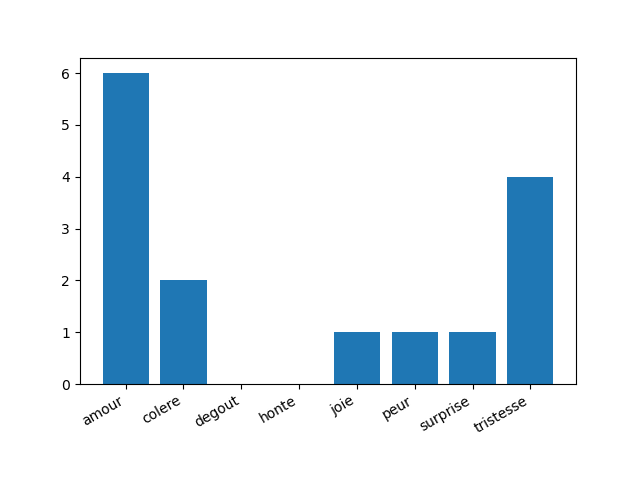 6
5
4
3
2
1
0
amour
colere
degout
honte
joie
peur
surprise
tristesse